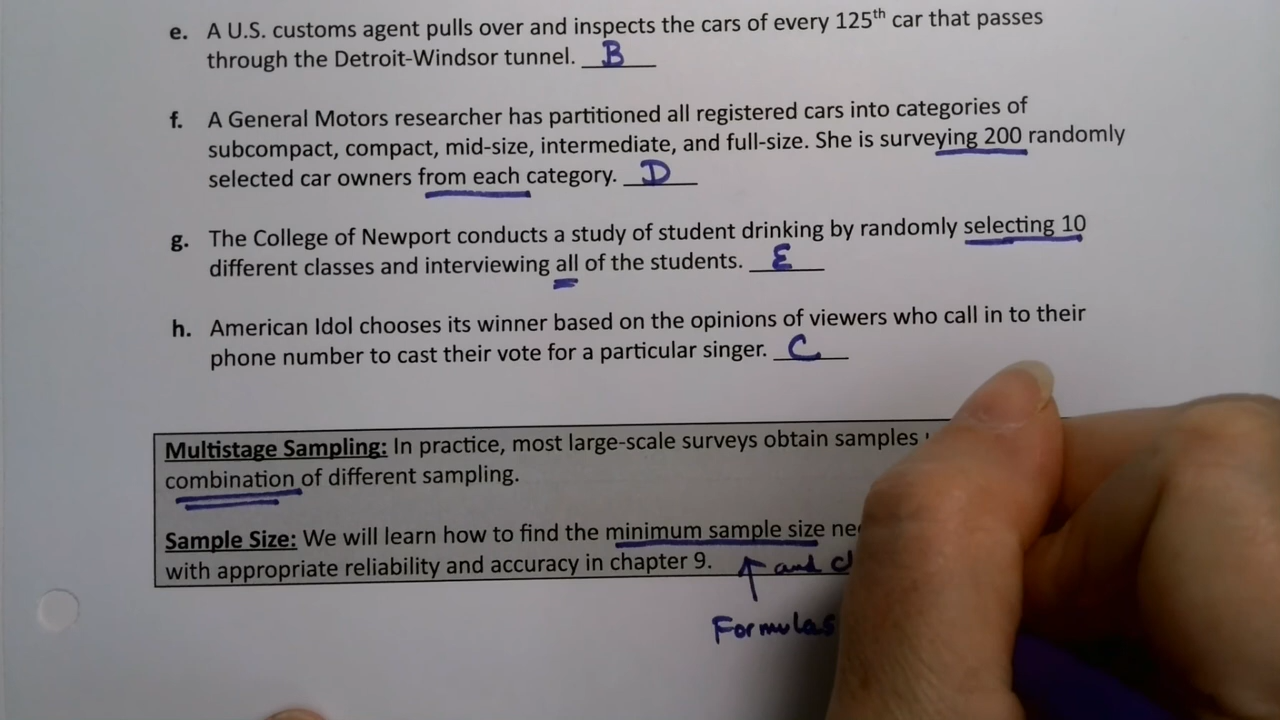 e. A U.S. customs agent pulls over and inspects the cars of every 125th car that passes
through the Detroit-Windsor tunnel. B
f. A General Motors researcher has partitioned all registered cars into categories of
subcompact, compact, mid-size, intermediate, and full-size. She is surveying 200 randomly
selected car owners from each category. D
g. The College of Newport conducts a study of student drinking by randomly selecting 10
different classes and interviewing all of the students. E
h. American Idol chooses its winner based on the opinions of viewers who call in to their
phone number to cast their vote for a particular singer. C
Multistage Sampling: In practice, most large-scale surveys obtain samples
combination of different sampling.
Sample Size: We will learn how to find the minimum sample size
with appropriate reliability and accuracy in chapter 9. and
Formulas